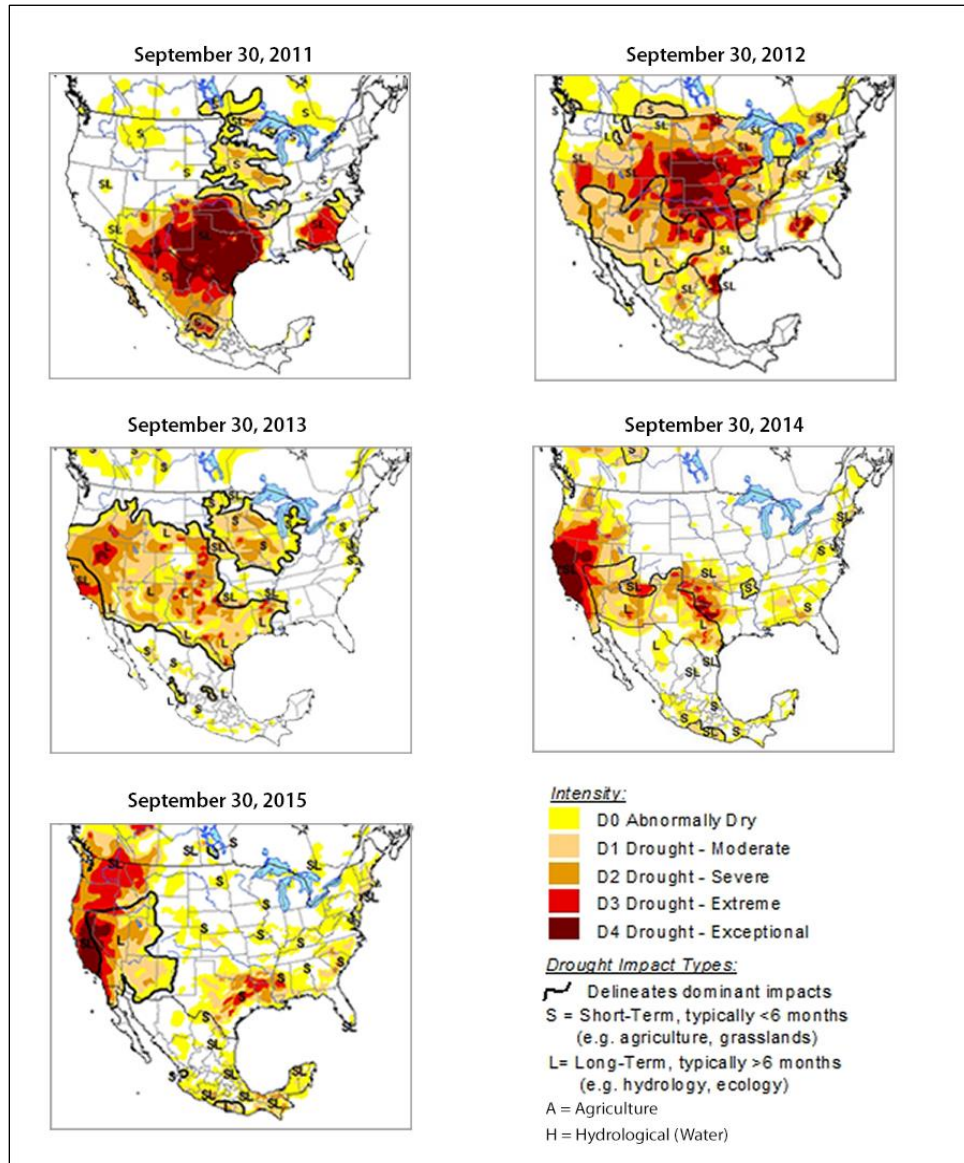 September 30, 2011
September 30, 2012
September 30, 2013
September 30, 2014
September 30, 2015
Intensity:
D0 Abnormally Dry
D1 Drought - Moderate
D2 Drought - Severe
D3 Drought - Extreme
D4 Drought - Exceptional
Drought Impact Types:
Delineates dominant impacts
S = Short-Term, typically <6 months
(e.g. agriculture, grasslands)
L= Long-Term, typically >6 months
(e.g. hydrology, ecology)
A = Agriculture
H = Hydrological (Water)